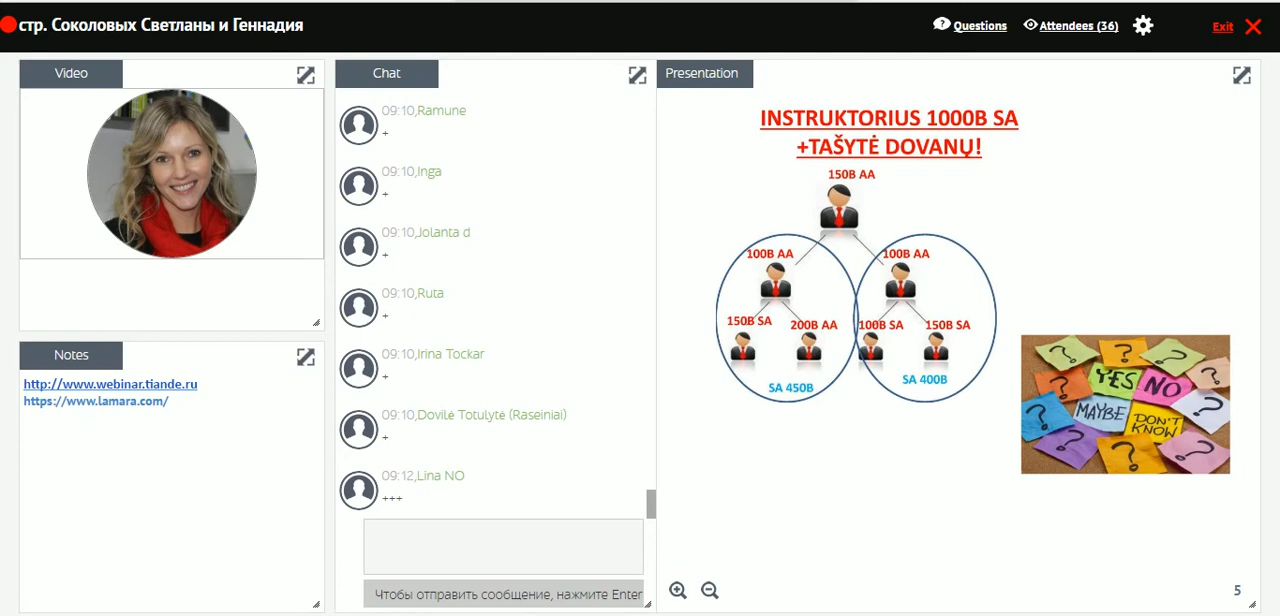 стр. Соколовых Светланы и Геннадия
Questions
Attendees (36)
Exit
Video
Chat
Presentation
09:10,Ramune
+
09:10,Inga
+
09:10,Jolanta d
+
09:10,Ruta
+
09:10,Irina Tockar
+
09:10,Dovilė Totulytė (Raseiniai)
+
09:12,Lina NO
+++
Чтобы отправить сообщение, нажмите Enter
Notes
http://www.webinar.tiande.ru
https://www.lamara.com/
INSTRUKTORIUS 1000B SA
+TAŠYTĖ DOVANŲ!
150B AA
100B AA
100B AA
150B SA
200B AA
100B SA
150B SA
SA 450B
SA 400B
? ? ?
? YES NO ?
? MAYBE DON'T KNOW ?
? ? ?
5